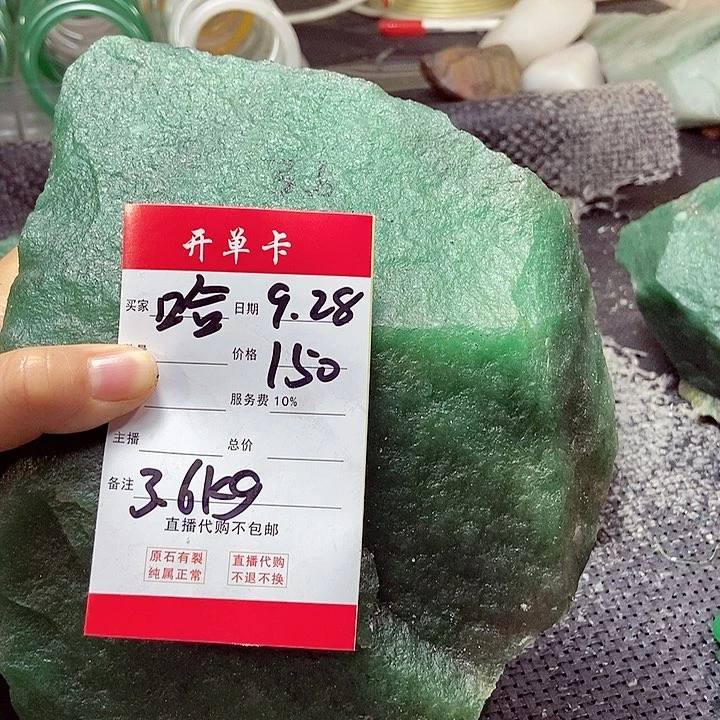 开单卡
买家 哈 日期 9.28
价格 150
服务费 10%
主播 总价
备注 3.6kg
直播代购不包邮
原石有裂 直播代购
纯属正常 不退不换